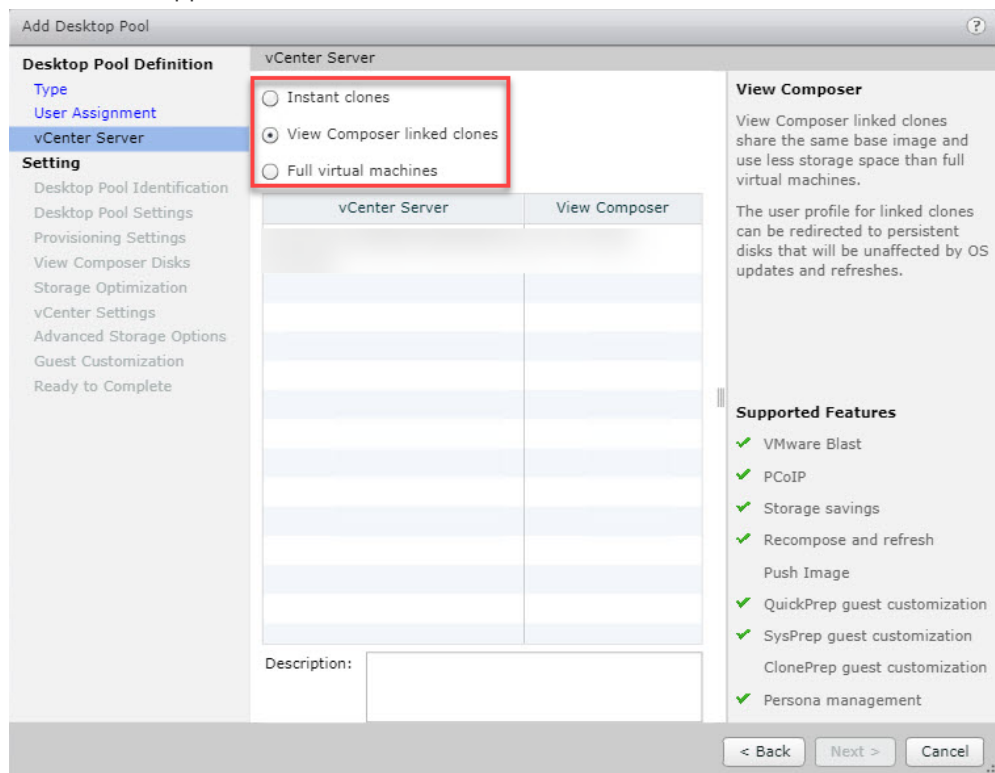 Add Desktop Pool
?
Desktop Pool Definition
Type
User Assignment
vCenter Server
Setting
Desktop Pool Identification
Desktop Pool Settings
Provisioning Settings
View Composer Disks
Storage Optimization
vCenter Settings
Advanced Storage Options
Guest Customization
Ready to Complete
vCenter Server
Instant clones
View Composer linked clones
Full virtual machines
vCenter Server
View Composer
Description:
View Composer
View Composer linked clones
share the same base image and
use less storage space than full
virtual machines.
The user profile for linked clones
can be redirected to persistent
disks that will be unaffected by OS
updates and refreshes.
Supported Features
VMware Blast
PCoIP
Storage savings
Recompose and refresh
Push Image
QuickPrep guest customization
SysPrep guest customization
ClonePrep guest customization
Persona management
< Back
Next >
Cancel